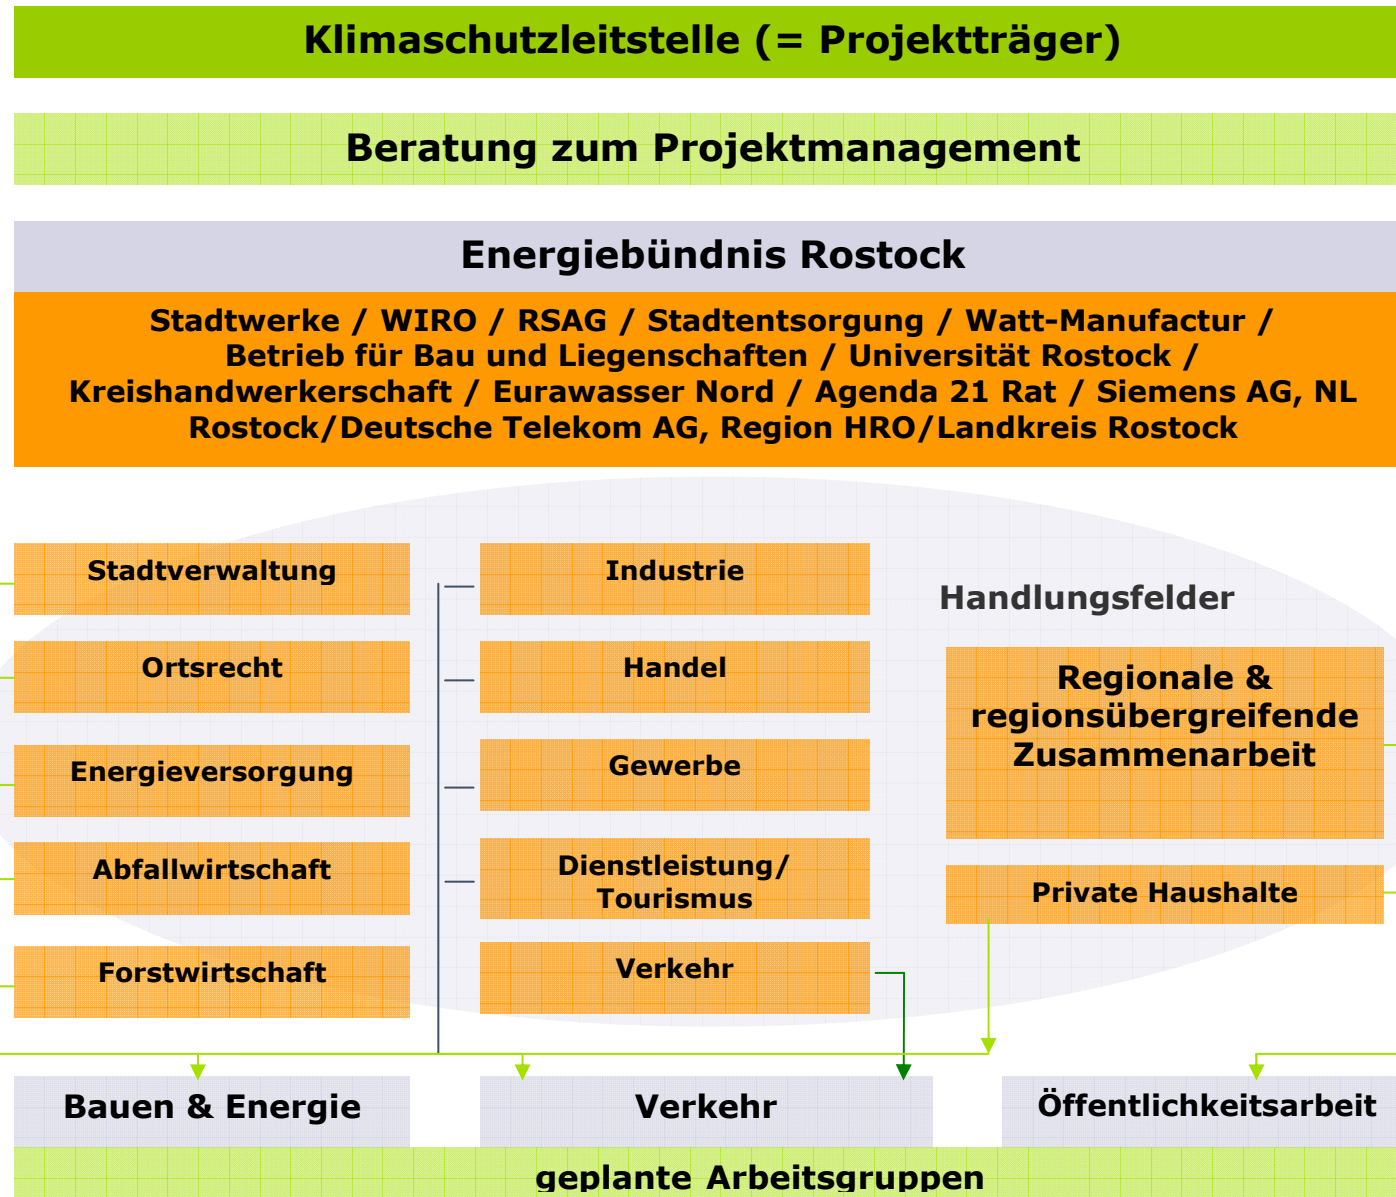 Klimaschutzleitstelle (= Projektträger)
Beratung zum Projektmanagement
Energiebündnis Rostock
Stadtwerke / WIRO / RSAG / Stadtentsorgung / Watt-Manufactur /
Betrieb für Bau und Liegenschaften / Universität Rostock /
Kreishandwerkerschaft / Eurawasser Nord / Agenda 21 Rat / Siemens AG, NL
Rostock/Deutsche Telekom AG, Region HRO/Landkreis Rostock
Stadtverwaltung
Ortsrecht
Energieversorgung
Abfallwirtschaft
Forstwirtschaft
Industrie
Handel
Gewerbe
Dienstleistung/
Tourismus
Verkehr
Handlungsfelder
Regionale &
regionsübergreifende
Zusammenarbeit
Private Haushalte
Bauen & Energie
Verkehr
Öffentlichkeitsarbeit
geplante Arbeitsgruppen